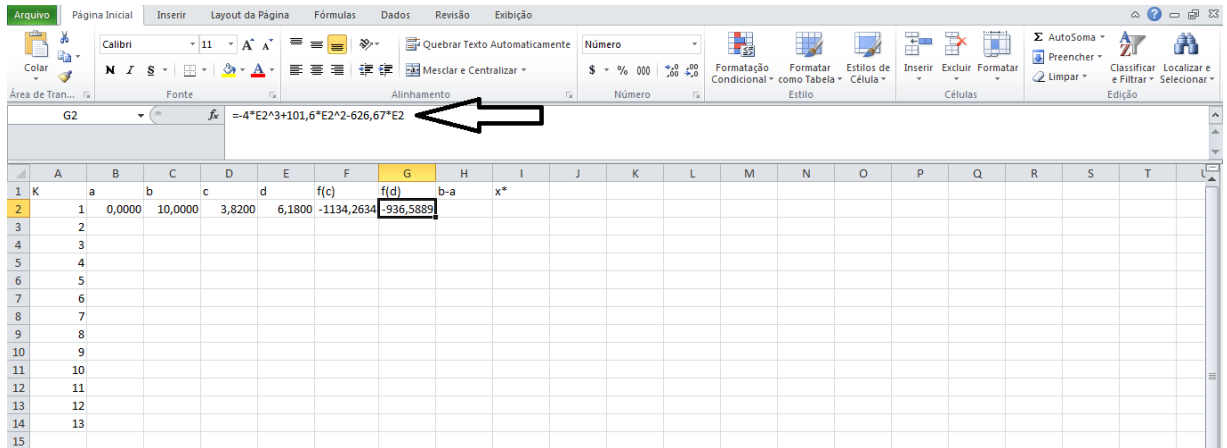 Arquivo Página Inicial Inserir Layout da Página Fórmulas Dados Revisão Exibição
Colar
Calibri 11
N I S
Quebrar Texto Automaticamente
Mesclar e Centralizar
Número
$ % 000
Formatação Condicional
Formatar como Tabela
Estilos de Célula
Inserir Excluir Formatar
Σ AutoSoma
Preencher
Limpar
Classificar e Filtrar
Localizar e Selecionar
Área de Tran... Fonte Alinhamento Número Estilo Células Edição
G2 fx =-4*E2^3+101,6*E2^2-626,67*E2
A B C D E F G H I J K L M N O P Q R S T U
1 K a b c d f(c) f(d) b-a x*
2 1 0,0000 10,0000 3,8200 6,1800 -1134,2634 -936,5889
3 2
4 3
5 4
6 5
7 6
8 7
9 8
10 9
11 10
12 11
13 12
14 13
15